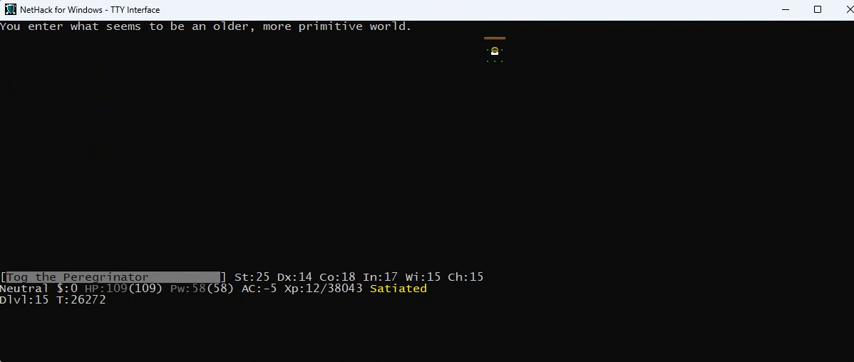 NetHack for Windows - TTY Interface
You enter what seems to be an older, more primitive world.
[Tog the Peregrinator ] St:25 Dx:14 Co:18 In:17 Wi:15 Ch:15
Neutral $:0 HP:109(109) Pw:58(58) AC:-5 Xp:12/38043 Satiated
Dlvl:15 T:26272